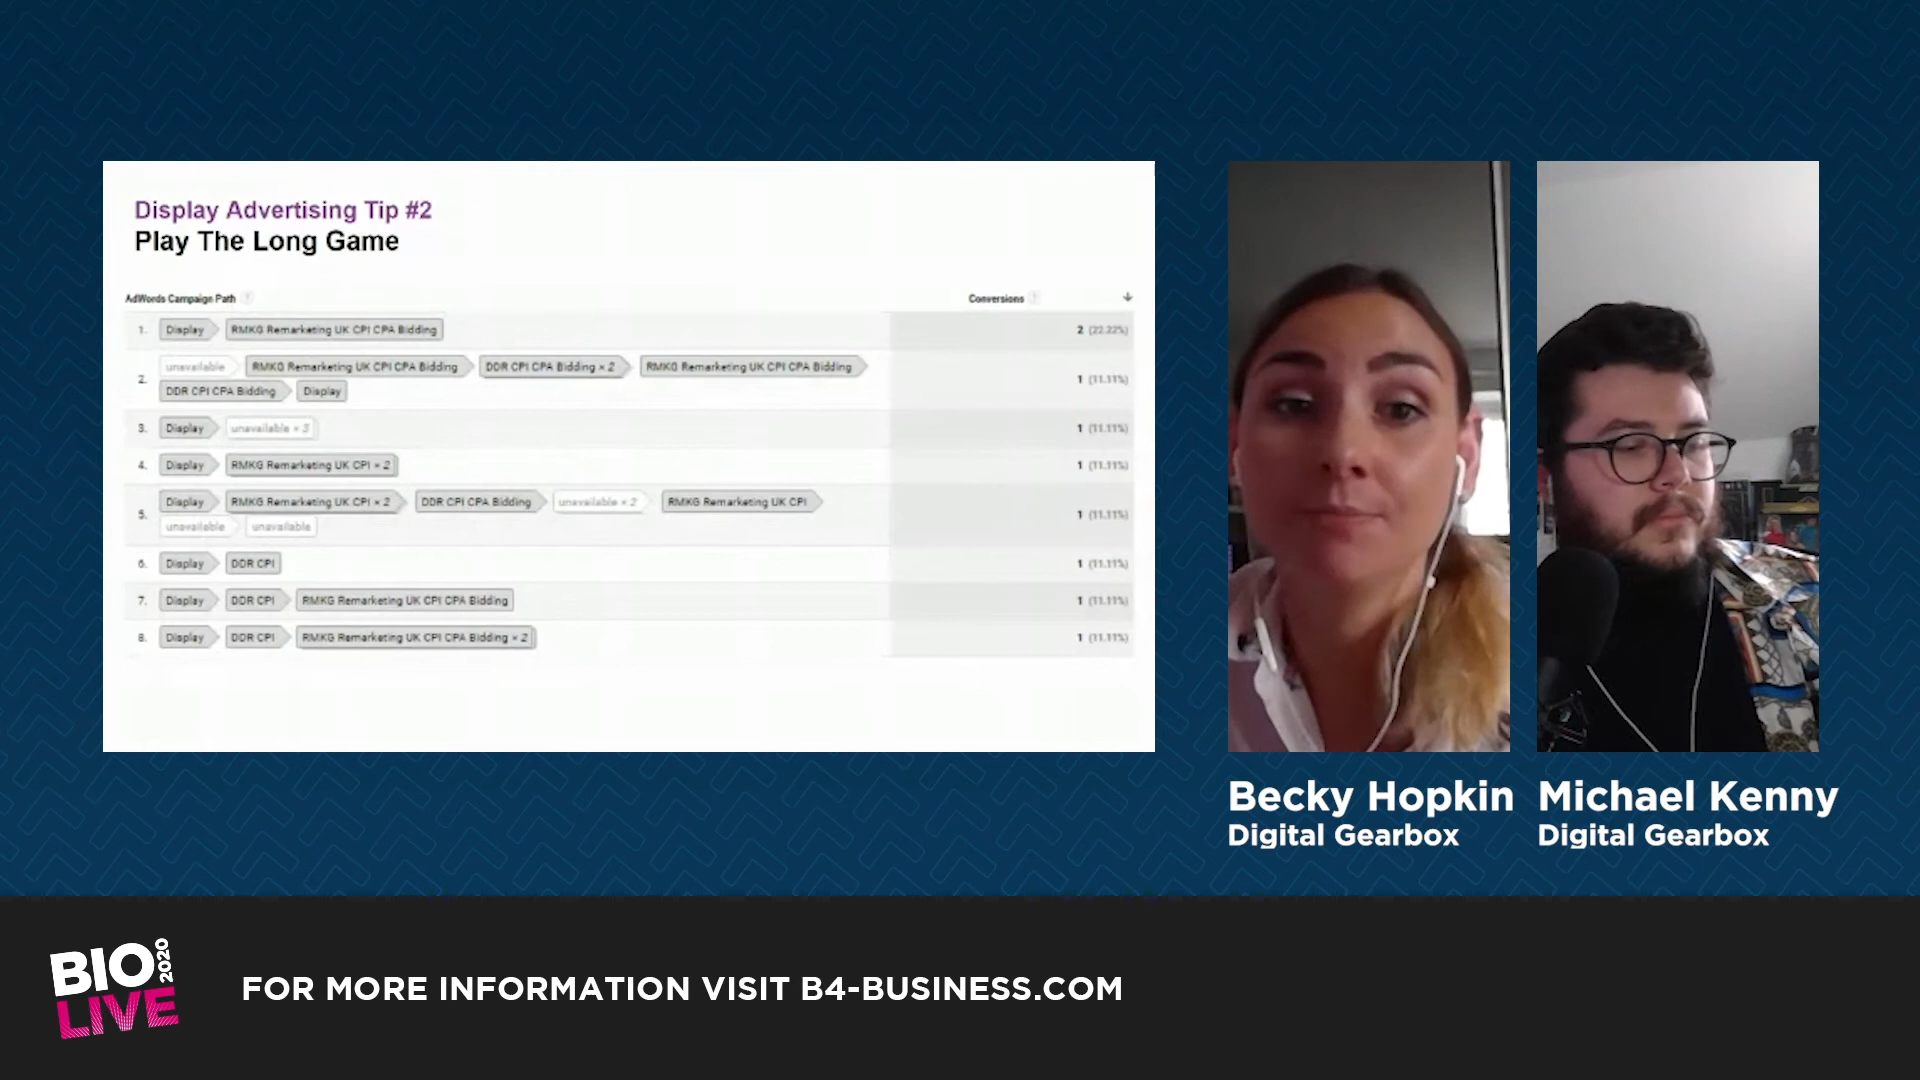 Display Advertising Tip #2
Play The Long Game
AdWords Campaign Path ? Conversions ?
1. Display RMKG Remarketing UK CPI CPA Bidding 2 (22.22%)
unavailable RMKG Remarketing UK CPI CPA Bidding DDR CPI CPA Bidding × 2 RMKG Remarketing UK CPI CPA Bidding
2. 1 (11.11%)
DDR CPI CPA Bidding Display
3. Display unavailable × 3 1 (11.11%)
4. Display RMKG Remarketing UK CPI × 2 1 (11.11%)
Display RMKG Remarketing UK CPI × 2 DDR CPI CPA Bidding unavailable × 2 RMKG Remarketing UK CPI
5. 1 (11.11%)
unavailable unavailable
6. Display DDR CPI 1 (11.11%)
7. Display DDR CPI RMKG Remarketing UK CPI CPA Bidding 1 (11.11%)
8. Display DDR CPI RMKG Remarketing UK CPI CPA Bidding × 2 1 (11.11%)
Becky Hopkin
Digital Gearbox
Michael Kenny
Digital Gearbox
BIO 2020
LIVE
FOR MORE INFORMATION VISIT B4-BUSINESS.COM